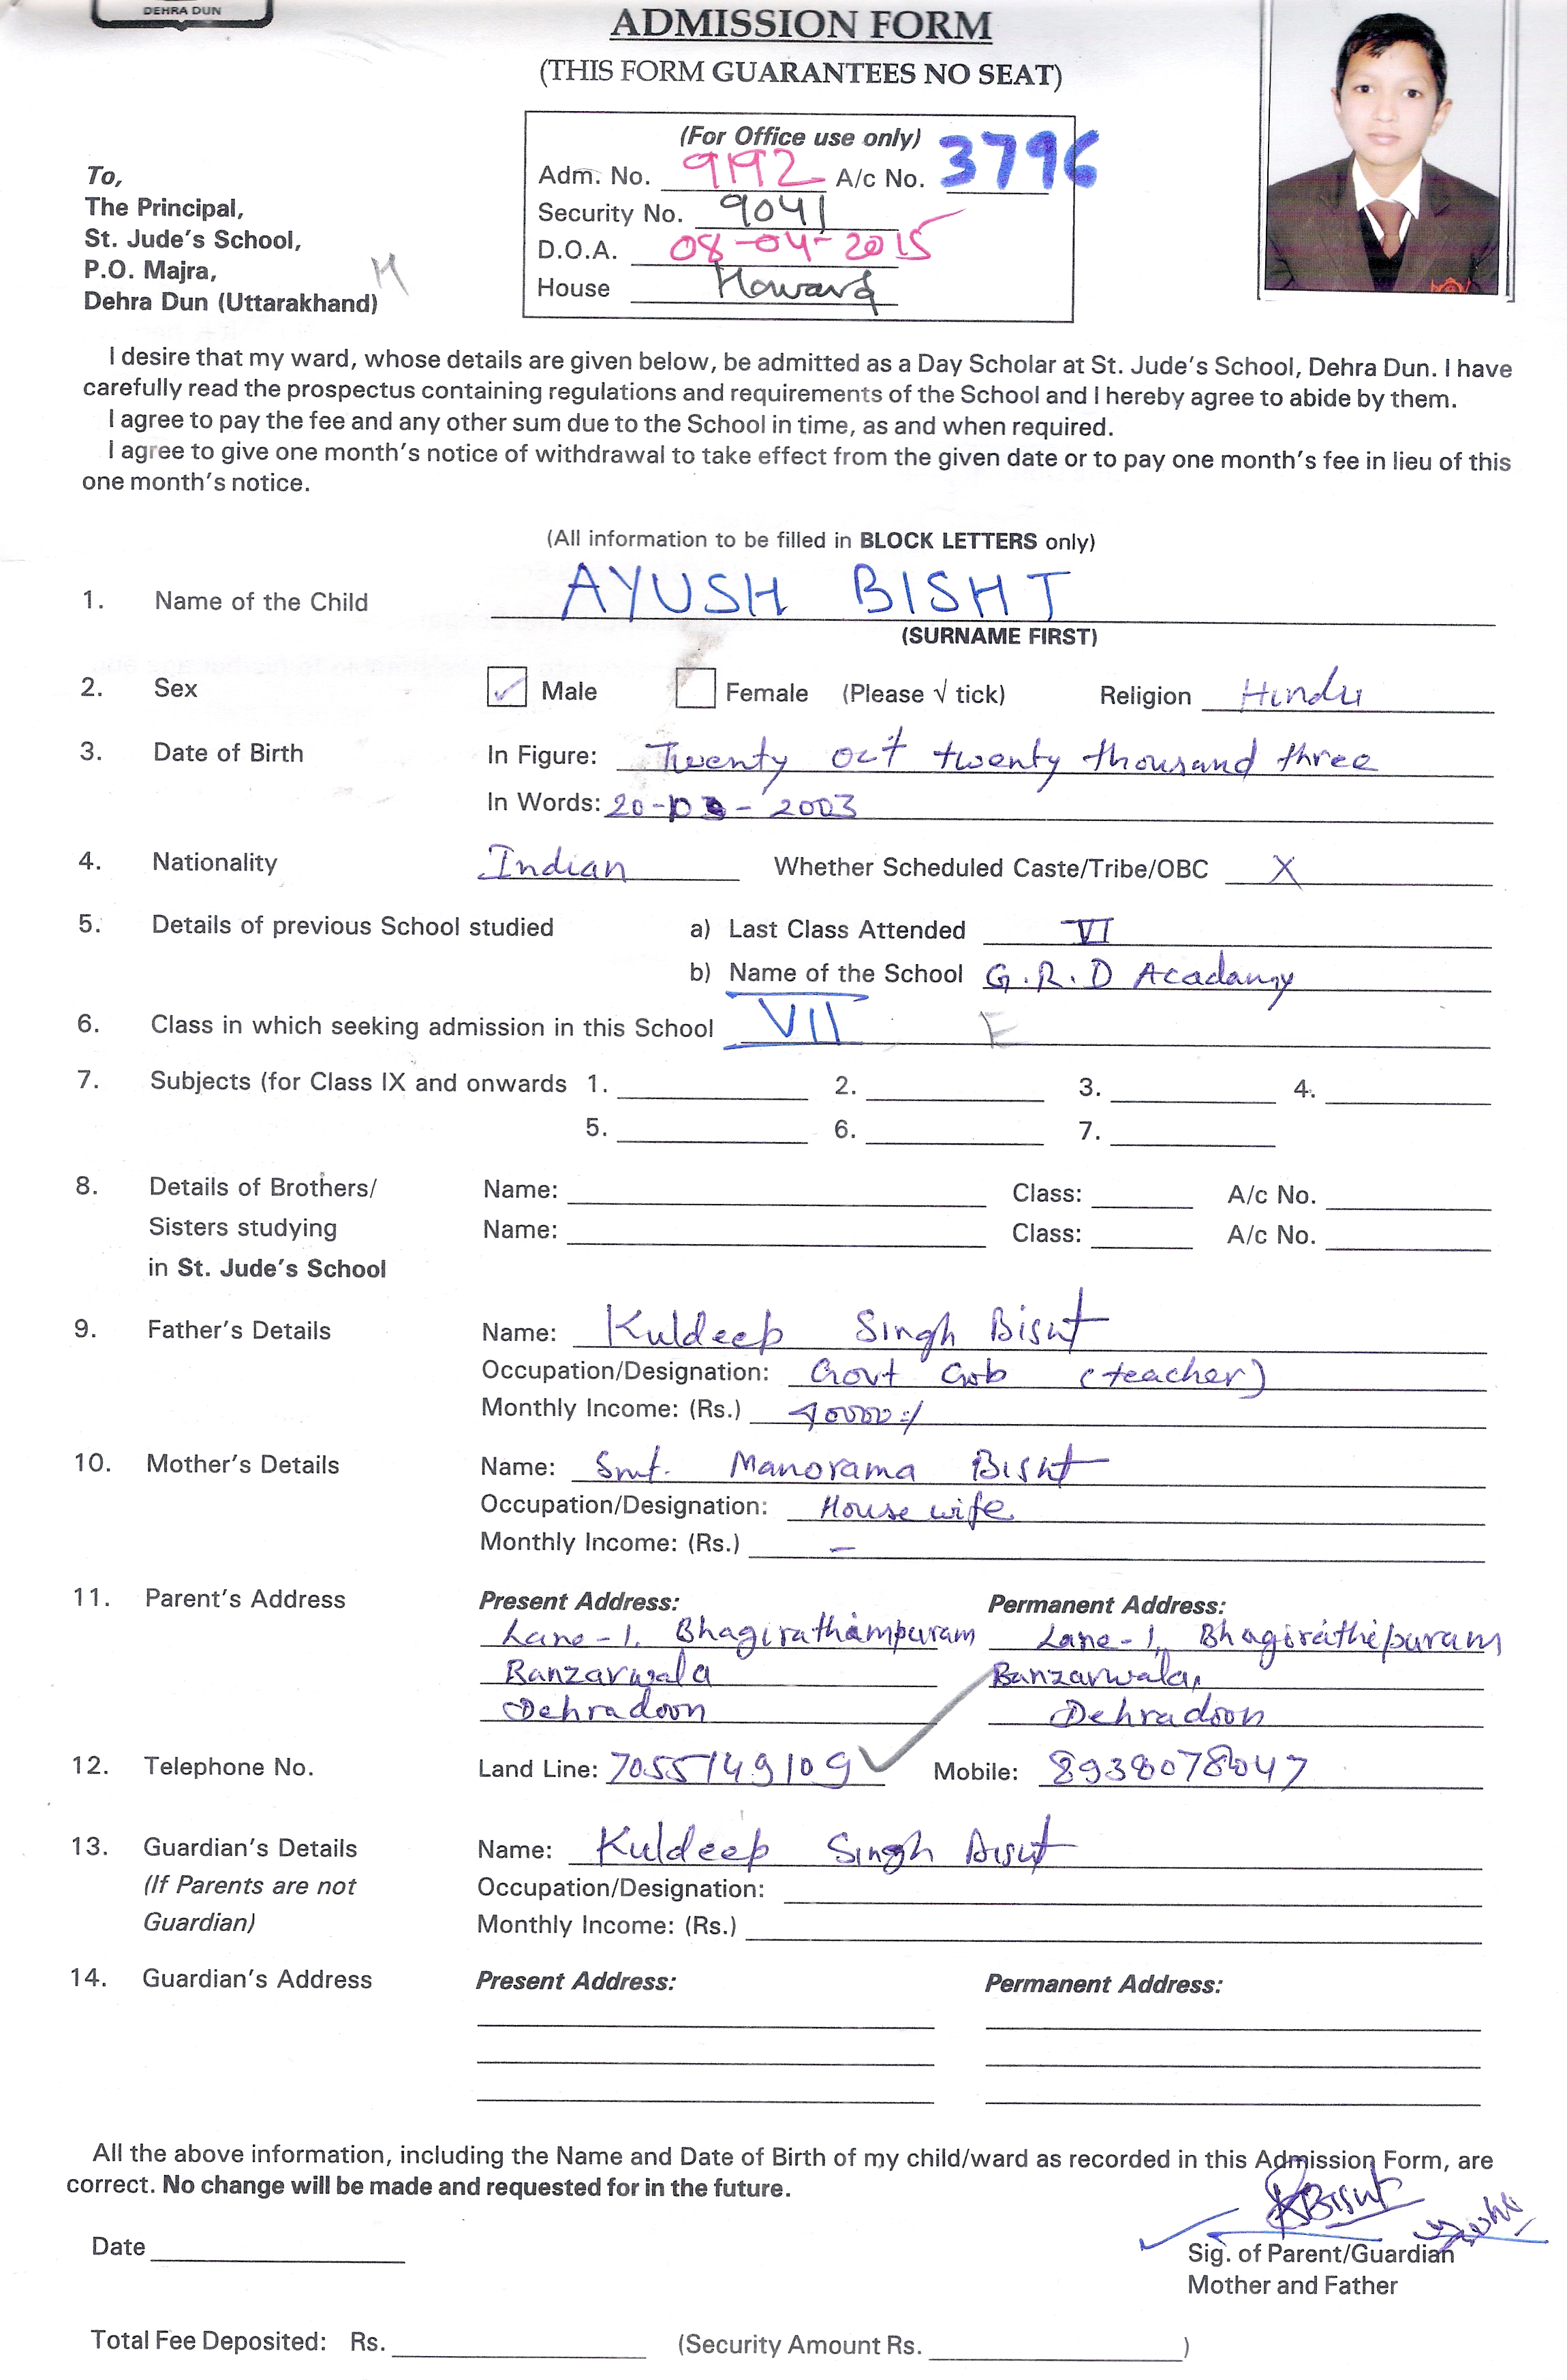 DEHRA DUN
ADMISSION FORM
(THIS FORM GUARANTEES NO SEAT)
(For Office use only)
Adm. No. 9192 A/c No. 3796
Security No. 9041
D.O.A. 08-04-2015
House Howard
To,
The Principal,
St. Jude's School,
P.O. Majra,
Dehra Dun (Uttarakhand)
H
I desire that my ward, whose details are given below, be admitted as a Day Scholar at St. Jude's School, Dehra Dun. I have
carefully read the prospectus containing regulations and requirements of the School and I hereby agree to abide by them.
I agree to pay the fee and any other sum due to the School in time, as and when required.
I agree to give one month's notice of withdrawal to take effect from the given date or to pay one month's fee in lieu of this
one month's notice.
(All information to be filled in BLOCK LETTERS only)
1. Name of the Child AYUSH BISHT
(SURNAME FIRST)
2. Sex ✓ Male Female (Please √ tick) Religion Hindu
3. Date of Birth In Figure: Twenty oct twenty thousand three
In Words: 20- - 2003
4. Nationality Indian Whether Scheduled Caste/Tribe/OBC X
5. Details of previous School studied a) Last Class Attended VI
b) Name of the School G.R.D Acadamy
6. Class in which seeking admission in this School VII E
7. Subjects (for Class IX and onwards 1. 2. 3. 4.
5. 6. 7.
8. Details of Brothers/ Name: Class: A/c No.
Sisters studying Name: Class: A/c No.
in St. Jude's School
9. Father's Details Name: Kuldeep Singh Bisht
Occupation/Designation: Govt (teacher)
Monthly Income: (Rs.)
10. Mother's Details Name: Smt. Manorama Bisht
Occupation/Designation: House wife
Monthly Income: (Rs.) –
11. Parent's Address Present Address: Permanent Address:
Lane-1, Bhagirathampuram Lane-1, Bhagirathipuram
Banzarwala Banzarwala,
Dehradoon Dehradoon
12. Telephone No. Land Line: 7055149109 Mobile: 8938078047
13. Guardian's Details Name: Kuldeep Singh Bisht
(If Parents are not Occupation/Designation:
Guardian) Monthly Income: (Rs.)
14. Guardian's Address Present Address: Permanent Address:
All the above information, including the Name and Date of Birth of my child/ward as recorded in this Admission Form, are
correct. No change will be made and requested for in the future.
KBisht
Date Sig. of Parent/Guardian
Mother and Father
Total Fee Deposited: Rs. (Security Amount Rs. )